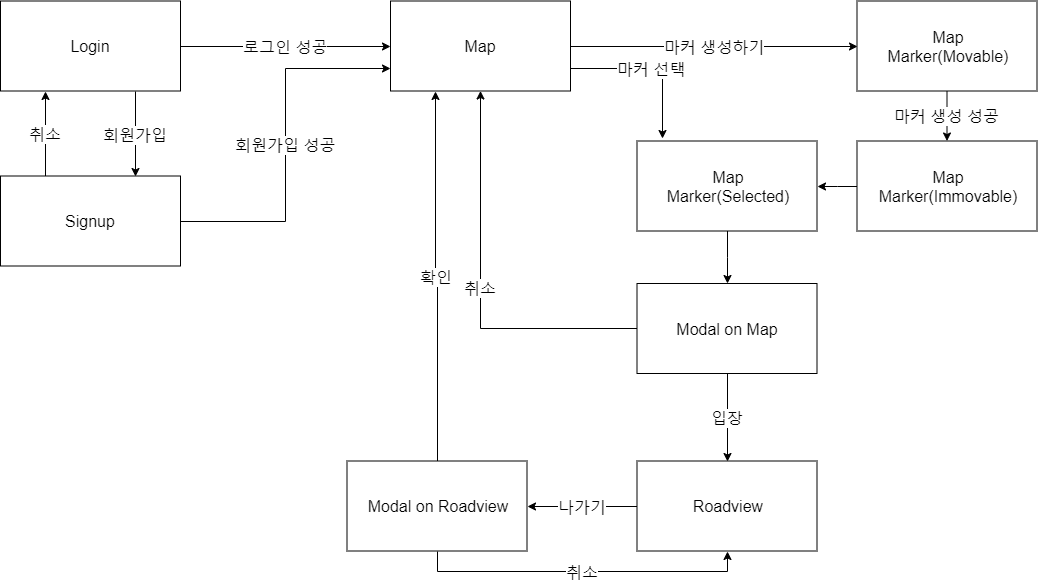 Login
로그인 성공
Map
마커 생성하기
Map
Marker(Movable)
마커 선택
취소
회원가입
회원가입 성공
마커 생성 성공
Signup
Map
Marker(Selected)
Map
Marker(Immovable)
확인
취소
Modal on Map
입장
Modal on Roadview
나가기
Roadview
취소